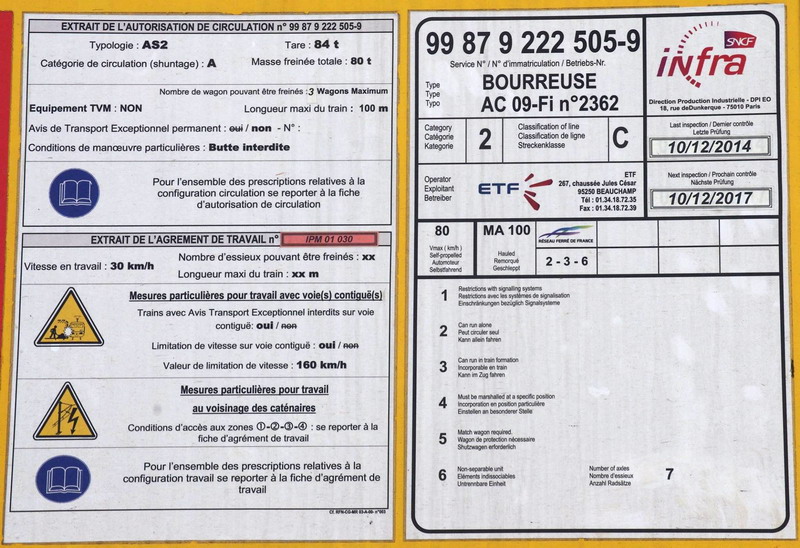 EXTRAIT DE L'AUTORISATION DE CIRCULATION n° 99 87 9 222 505-9
Typologie : AS2 Tare : 84 t
Catégorie de circulation (shuntage) : A Masse freinée totale : 80 t
Nombre de wagon pouvant être freinés : 3 Wagons Maximum
Equipement TVM : NON Longueur maxi du train : 100 m
Avis de Transport Exceptionnel permanent : oui / non - N° :
Conditions de manœuvre particulières : Butte interdite
Pour l'ensemble des prescriptions relatives à la
configuration circulation se reporter à la fiche
d'autorisation de circulation
EXTRAIT DE L'AGREMENT DE TRAVAIL n° IPM 01 030
Nombre d'essieux pouvant être freinés : xx
Vitesse en travail : 30 km/h
Longueur maxi du train : xx m
Mesures particulières pour travail avec voie(s) contiguë(s)
Trains avec Avis Transport Exceptionnel interdits sur voie
contiguë: oui / non
Limitation de vitesse sur voie contiguë : oui / non
Valeur de limitation de vitesse : 160 km/h
Mesures particulières pour travail
au voisinage des caténaires
Conditions d'accès aux zones ①-②-③-④ : se reporter à la
fiche d'agrément de travail
Pour l'ensemble des prescriptions relatives à la
configuration travail se reporter à la fiche d'agrément de
travail
Cf. RFN-CG-MR 03-A-09- n°003
99 87 9 222 505-9
Service N° / N° d'immatriculation / Betriebs-Nr.
Type
Type
Typo
BOURREUSE
AC 09-Fi n°2362
SNCF
infra
Direction Production Industrielle - DPI EO
18, rue deDunkerque - 75010 Paris
Category
Catégorie
Kategorie
2
Classification of line
Classification de ligne
Streckenklasse
C
Last inspection / Dernier contrôle
Letzte Prüfung
10/12/2014
Operator
Exploitant
Betreiber
ETF
ETF
267, chaussée Jules César
95250 BEAUCHAMP
Tél : 01.34.18.72.35
Fax : 01.34.18.72.39
Next inspection / Prochain contrôle
Nächste Prüfung
10/12/2017
80
Vmax ( km/h )
Self-propelled
Automoteur
Selbstfahrend
MA 100
Hauled
Remorqué
Geschleppt
RÉSEAU FERRÉ DE FRANCE
2 - 3 - 6
1
Restrictions with signalling systems
Restrictions avec les systèmes de signalisation
Einschränkungen bezüglich Signalsysteme
2
Can run alone
Peut circuler seul
Kann allein fahren
3
Can run in train formation
Incorporable en train
Kann im Zug fahren
4
Must be marshalled at a specific position
Incorporation en position particulière
Einstellen an besonderer Stelle
5
Match wagon required.
Wagon de protection nécessaire
Shutzwagen erforderlich
6
Non-separable unit
Eléments indissociables
Untrennbare Einheit
Number of axles
Nombre d'essieux
Anzahl Radsätze
7